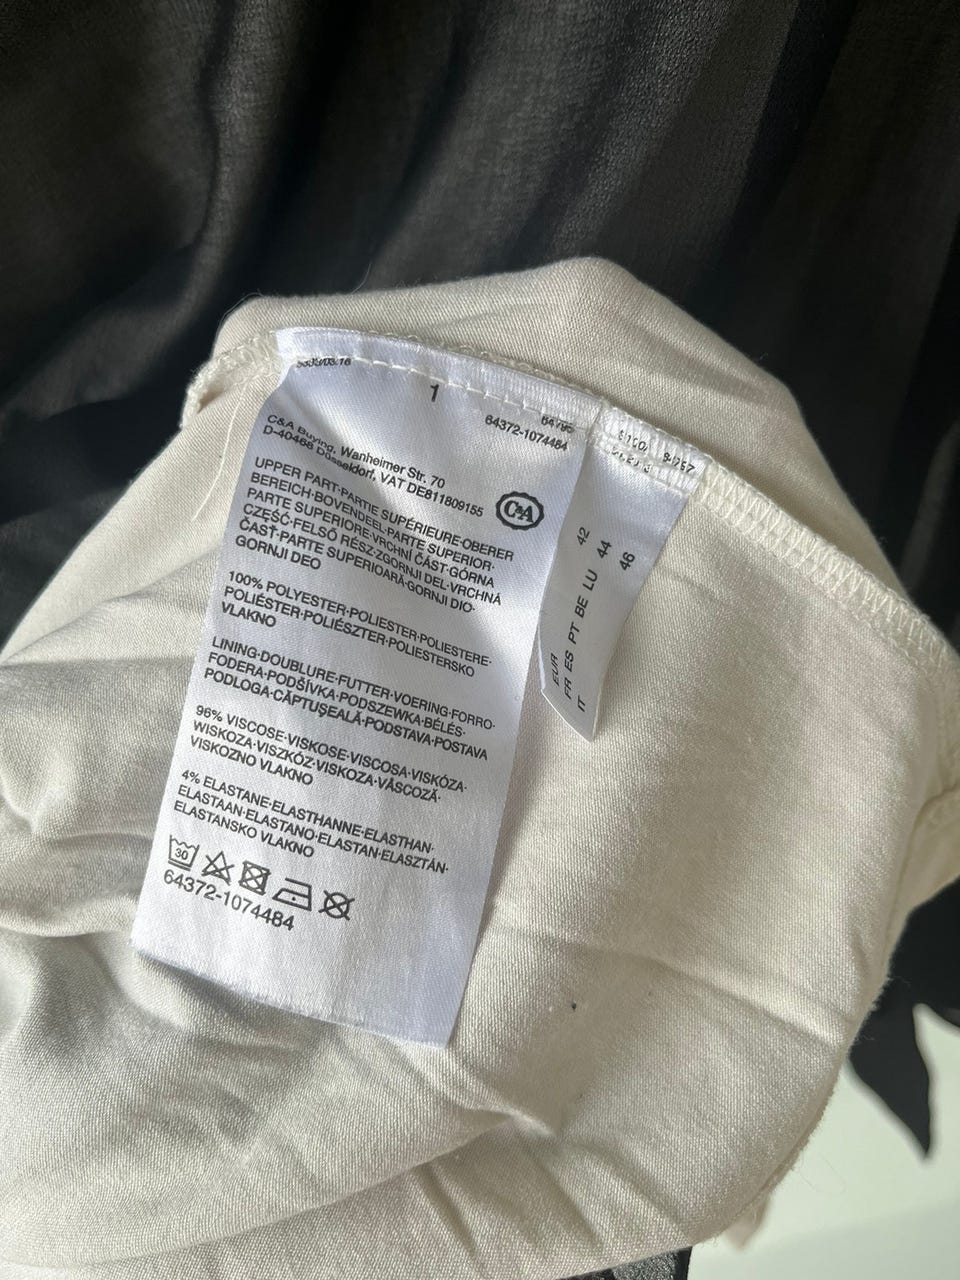 1
64372-1074484
C&A Buying, Wanheimer Str. 70
D-40468 Düsseldorf, VAT DE811809155
C&A
UPPER PART·PARTIE SUPÉRIEURE·OBERER
BEREICH·BOVENDEEL·PARTE SUPERIOR·
PARTE SUPERIORE·VRCHNÍ ČÁST·GÓRNA
CZĘŚĆ·FELSŐ RÉSZ·ZGORNJI DEL·VRCHNÁ
ČASŤ·PARTE SUPERIOARĂ·GORNJI DIO·
GORNJI DEO
100% POLYESTER·POLIESTER·POLIESTERE·
POLIÉSTER·POLIÉSZTER·POLIESTERSKO
VLAKNO
LINING·DOUBLURE·FUTTER·VOERING·FORRO·
FODERA·PODŠÍVKA·PODSZEWKA·BÉLÉS·
PODLOGA·CĂPTUŞEALĂ·PODSTAVA·POSTAVA
96% VISCOSE·VISKOSE·VISCOSA·VISKÓZA·
WISKOZA·VISZKÓZ·VISKOZA·VÂSCOZĂ·
VISKOZNO VLAKNO
4% ELASTANE·ELASTHANNE·ELASTHAN·
ELASTAAN·ELASTANO·ELASTAN·ELASZTÁN·
ELASTANSKO VLAKNO
30
64372-1074484
EUR 42
FR ES PT BE LU 44
IT 46